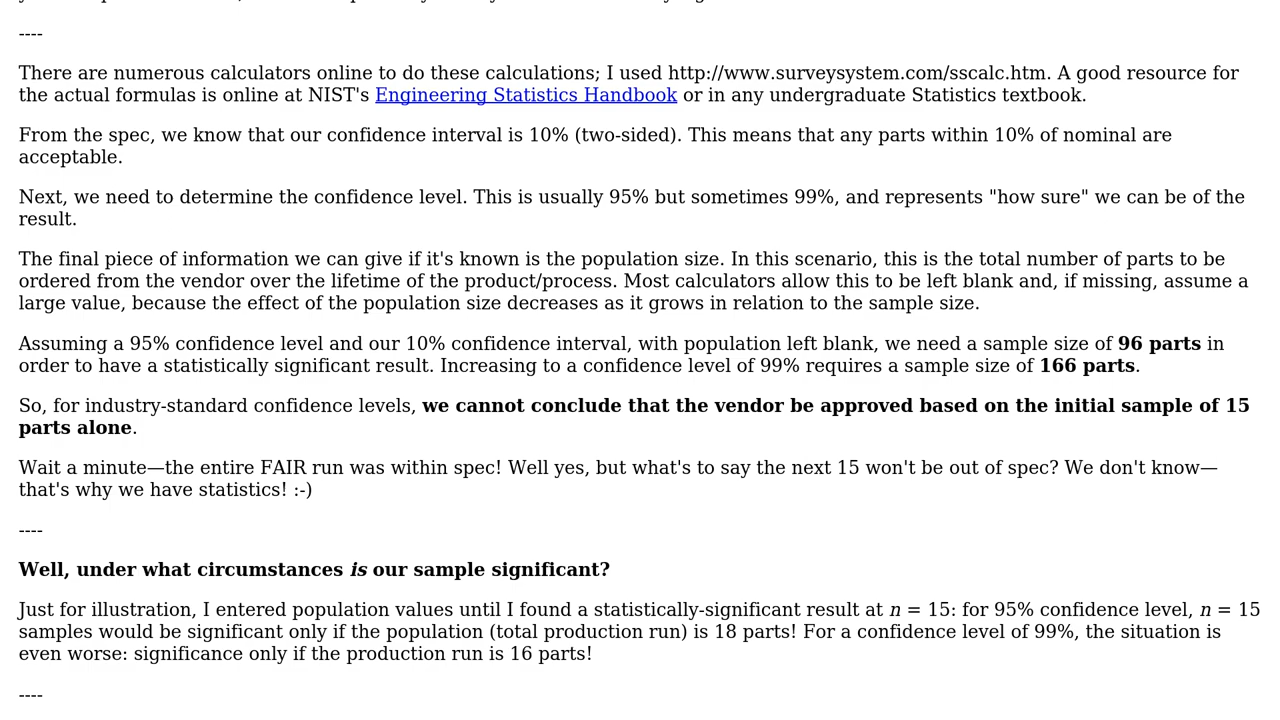 ----
There are numerous calculators online to do these calculations; I used http://www.surveysystem.com/sscalc.htm. A good resource for
the actual formulas is online at NIST's Engineering Statistics Handbook or in any undergraduate Statistics textbook.
From the spec, we know that our confidence interval is 10% (two-sided). This means that any parts within 10% of nominal are
acceptable.
Next, we need to determine the confidence level. This is usually 95% but sometimes 99%, and represents "how sure" we can be of the
result.
The final piece of information we can give if it's known is the population size. In this scenario, this is the total number of parts to be
ordered from the vendor over the lifetime of the product/process. Most calculators allow this to be left blank and, if missing, assume a
large value, because the effect of the population size decreases as it grows in relation to the sample size.
Assuming a 95% confidence level and our 10% confidence interval, with population left blank, we need a sample size of 96 parts in
order to have a statistically significant result. Increasing to a confidence level of 99% requires a sample size of 166 parts.
So, for industry-standard confidence levels, we cannot conclude that the vendor be approved based on the initial sample of 15
parts alone.
Wait a minute—the entire FAIR run was within spec! Well yes, but what's to say the next 15 won't be out of spec? We don't know—
that's why we have statistics! :-)
----
Well, under what circumstances is our sample significant?
Just for illustration, I entered population values until I found a statistically-significant result at n = 15: for 95% confidence level, n = 15
samples would be significant only if the population (total production run) is 18 parts! For a confidence level of 99%, the situation is
even worse: significance only if the production run is 16 parts!
----